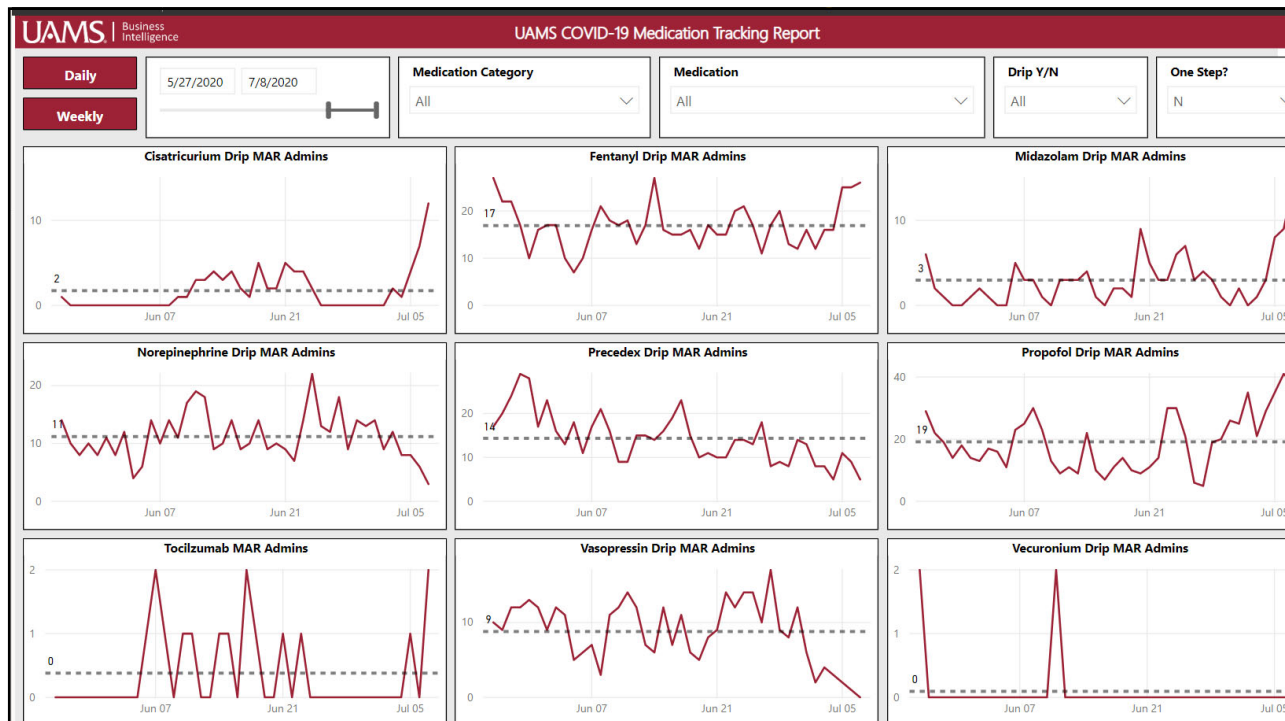 UAMS. Business Intelligence
UAMS COVID-19 Medication Tracking Report
Daily
Weekly
5/27/2020 7/8/2020
Medication Category
All
Medication
All
Drip Y/N
All
One Step?
N
Cisatricurium Drip MAR Admins
10
2
0
Jun 07 Jun 21 Jul 05
Fentanyl Drip MAR Admins
20
17
10
0
Jun 07 Jun 21 Jul 05
Midazolam Drip MAR Admins
10
3
0
Jun 07 Jun 21 Jul 05
Norepinephrine Drip MAR Admins
20
11
10
0
Jun 07 Jun 21 Jul 05
Precedex Drip MAR Admins
20
14
10
0
Jun 07 Jun 21 Jul 05
Propofol Drip MAR Admins
40
19
20
0
Jun 07 Jun 21 Jul 05
Tocilzumab MAR Admins
2
1
0
0
Jun 07 Jun 21 Jul 05
Vasopressin Drip MAR Admins
10
9
0
Jun 07 Jun 21 Jul 05
Vecuronium Drip MAR Admins
2
1
0
0
Jun 07 Jun 21 Jul 05